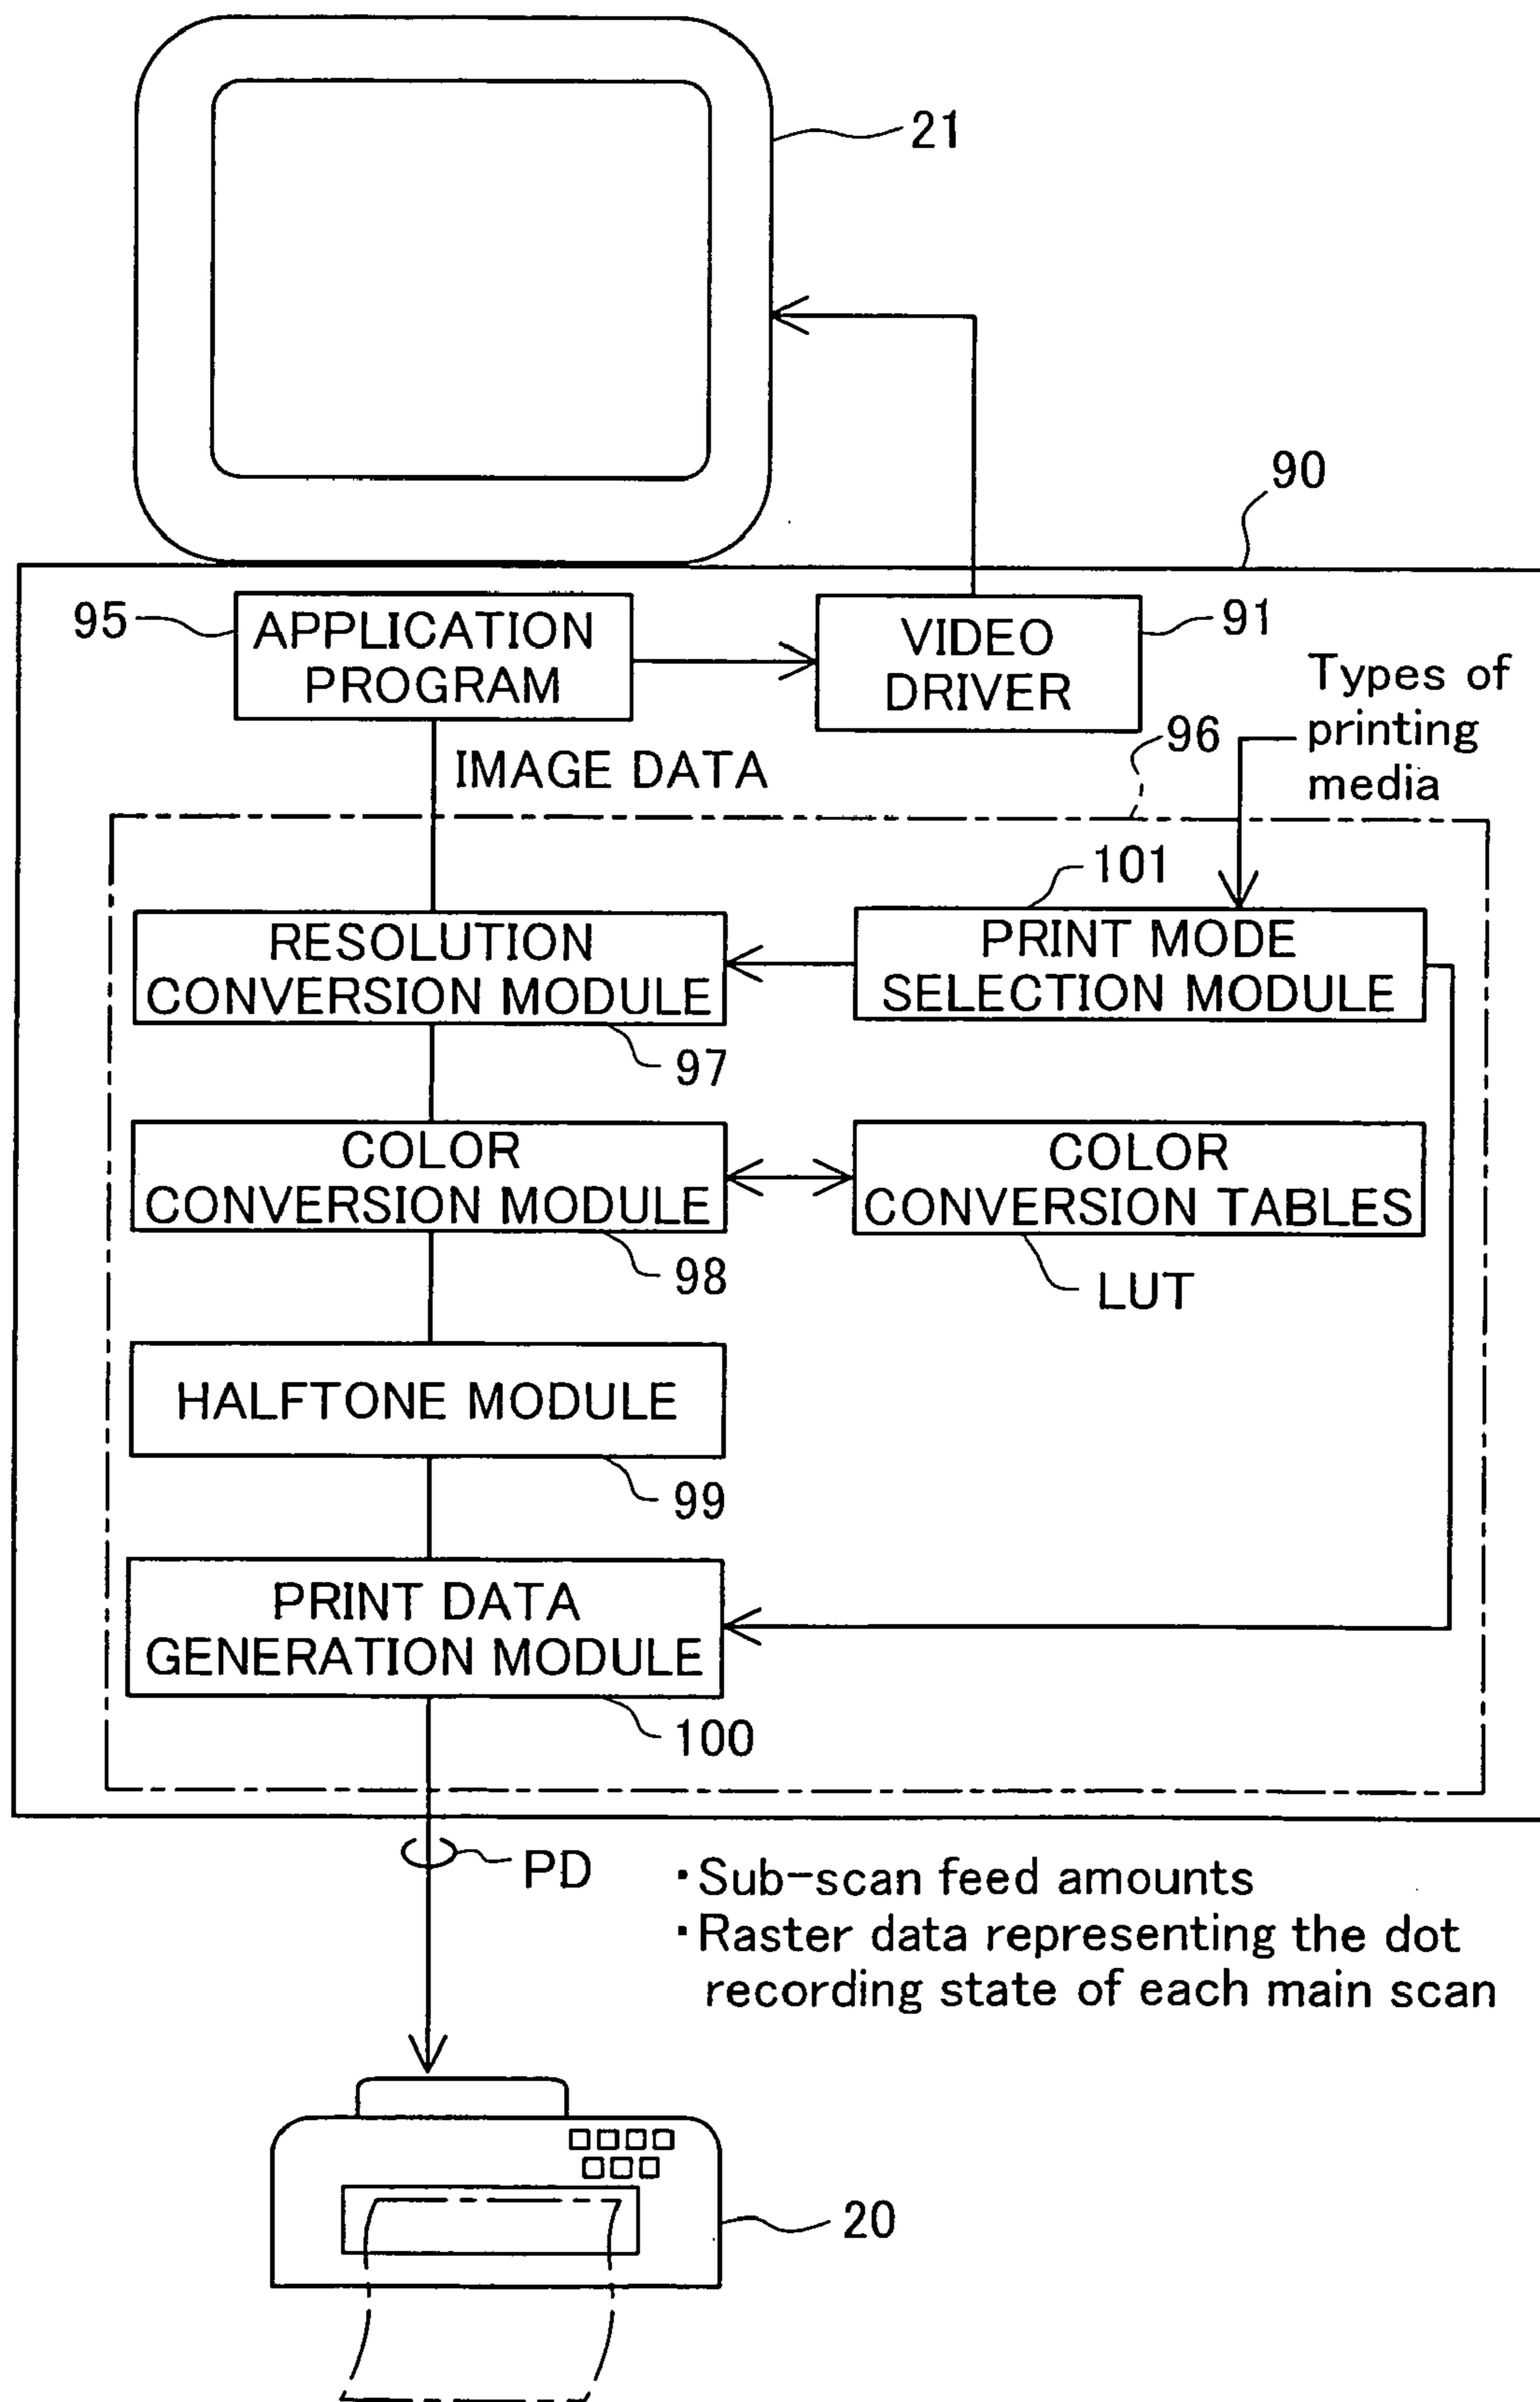 21
90
95
APPLICATION
PROGRAM
VIDEO
DRIVER
91
Types of
printing
media
96
IMAGE DATA
101
RESOLUTION
CONVERSION MODULE
97
PRINT MODE
SELECTION MODULE
COLOR
CONVERSION MODULE
98
COLOR
CONVERSION TABLES
LUT
HALFTONE MODULE
99
PRINT DATA
GENERATION MODULE
100
PD
・Sub-scan feed amounts
・Raster data representing the dot
recording state of each main scan
20